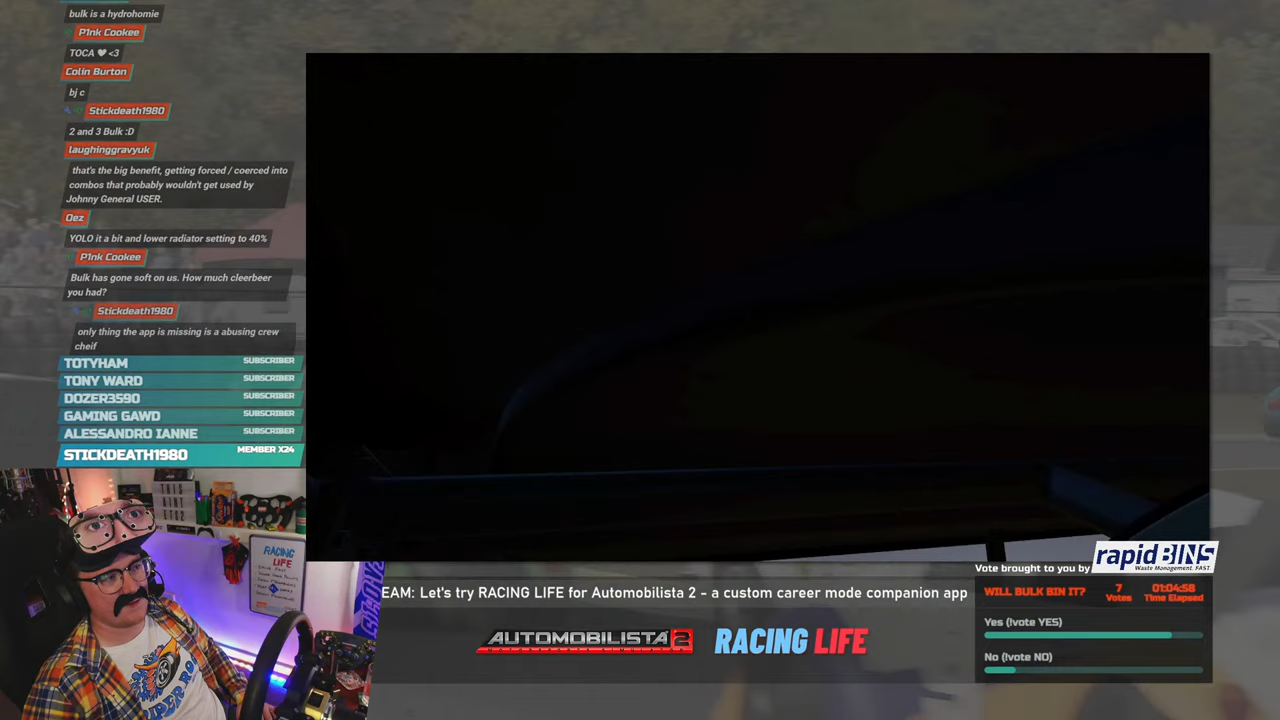 bulk is a hydrohomie
P1nk Cookee
TOCA ♥ <3
Colin Burton
bj c
Stickdeath1980
2 and 3 Bulk :D
laughinggravyuk
that's the big benefit, getting forced / coerced into
combos that probably wouldn't get used by
Johnny General USER.
Oez
YOLO it a bit and lower radiator setting to 40%
P1nk Cookee
Bulk has gone soft on us. How much cleerbeer
you had?
Stickdeath1980
only thing the app is missing is a abusing crew
cheif
TOTYHAM SUBSCRIBER
TONY WARD SUBSCRIBER
DOZER3590 SUBSCRIBER
GAMING GAWD SUBSCRIBER
ALESSANDRO IANNE SUBSCRIBER
STICKDEATH1980 MEMBER X24
RACING
LIFE
EAM: Let's try RACING LIFE for Automobilista 2 - a custom career mode companion app
AUTOMOBILISTA 2
RACING LIFE
Vote brought to you by
rapidBINS
Waste Management. FAST.
WILL BULK BIN IT? 7 Votes 01:04:58 Time Elapsed
Yes (!vote YES)
No (!vote NO)